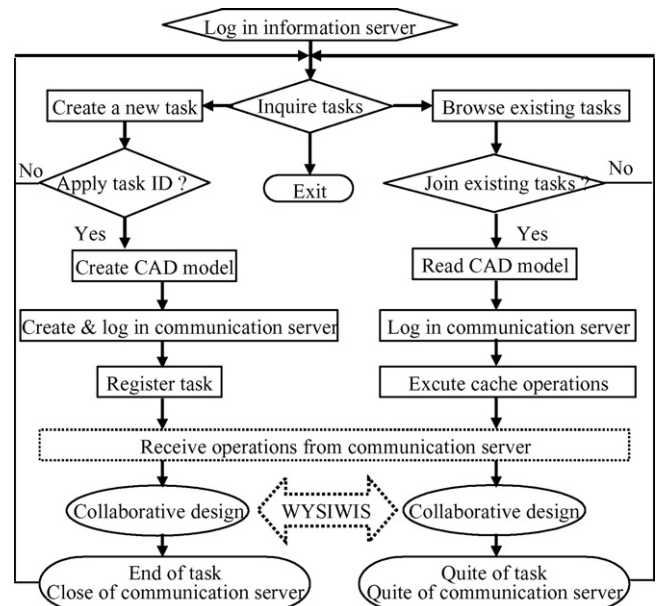 Log in information server
Create a new task
Inquire tasks
Browse existing tasks
No
Apply task ID ?
Exit
Join existing tasks ?
No
Yes
Yes
Create CAD model
Read CAD model
Create & log in communication server
Log in communication server
Register task
Excute cache operations
Receive operations from communication server
Collaborative design
WYSIWIS
Collaborative design
End of task
Close of communication server
Quite of task
Quite of communication server